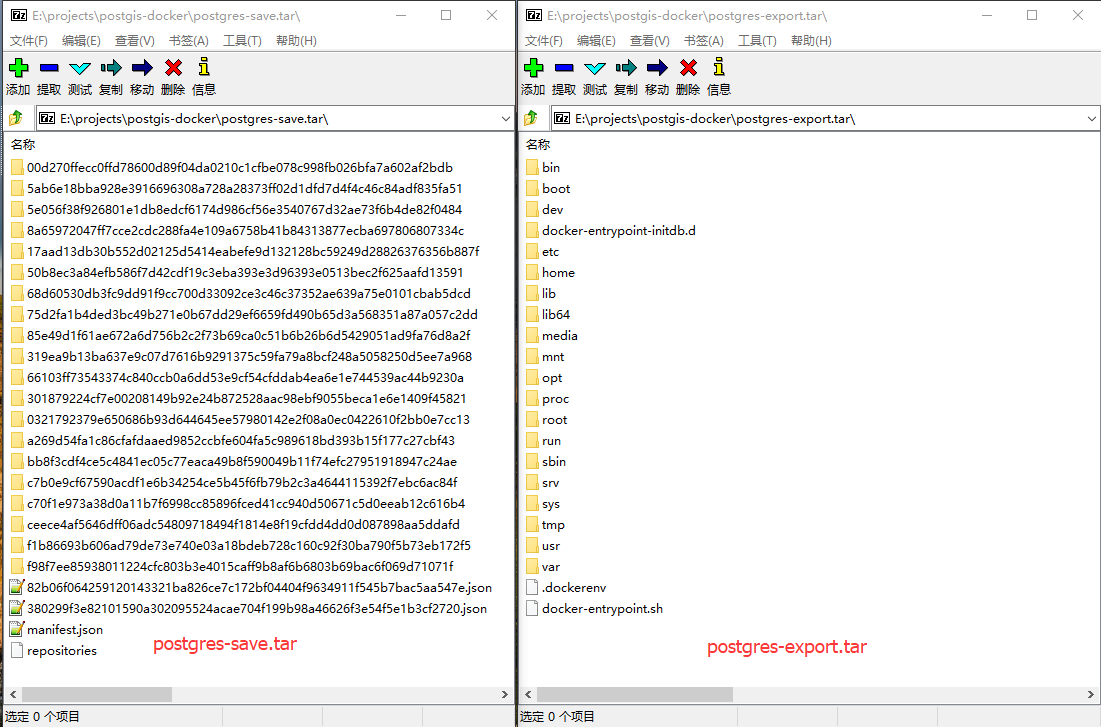 E:\projects\postgis-docker\postgres-save.tar\
文件(F) 编辑(E) 查看(V) 书签(A) 工具(T) 帮助(H)
添加 提取 测试 复制 移动 删除 信息
E:\projects\postgis-docker\postgres-save.tar\
名称
00d270ffecc0ffd78600d89f04da0210c1cfbe078c998fb026bfa7a602af2bdb
5ab6e18bba928e3916696308a728a28373ff02d1dfd7d4f4c46c84adf835fa51
5e056f38f926801e1db8edcf6174d986cf56e3540767d32ae73f6b4de82f0484
8a65972047ff7cce2cdc288fa4e109a6758b41b84313877ecba697806807334c
17aad13db30b552d02125d5414eabefe9d132128bc59249d28826376356b887f
50b8ec3a84efb586f7d42cdf19c3eba393e3d96393e0513bec2f625aafd13591
68d60530db3fc9dd91f9cc700d33092ce3c46c37352ae639a75e0101cbab5dcd
75d2fa1b4ded3bc49b271e0b67dd29ef6659fd490b65d3a568351a87a057c2dd
85e49d1f61ae672a6d756b2c2f73b69ca0c51b6b26b6d5429051ad9fa76d8a2f
319ea9b13ba637e9c07d7616b9291375c59fa79a8bcf248a5058250d5ee7a968
66103ff73543374c840ccb0a6dd53e9cf54cfddab4ea6e1e744539ac44b9230a
301879224cf7e00208149b92e24b872528aac98ebf9055beca1e6e1409f45821
0321792379e650686b93d644645ee57980142e2f08a0ec0422610f2bb0e7cc13
a269d54fa1c86cfafdaaed9852ccbfe604fa5c989618bd393b15f177c27cbf43
bb8f3cdf4ce5c4841ec05c77eaca49b8f590049b11f74efc27951918947c24ae
c7b0e9cf67590acdf1e6b34254ce5b45f6fb79b2c3a4644115392f7ebc6ac84f
c70f1e973a38d0a11b7f6998cc85896fced41cc940d50671c5d0eeab12c616b4
ceece4af5646dff06adc54809718494f1814e8f19cfdd4dd0d087898aa5ddafd
f1b86693b606ad79de73e740e03a18bdeb728c160c92f30ba790f5b73eb172f5
f98f7ee85938011224cfc803b3e4015caff9b8af6b6803b69bac6f069d71071f
82b06f064259120143321ba826ce7c172bf04404f9634911f545b7bac5aa547e.json
380299f3e82101590a302095524acae704f199b98a46626f3e54f5e1b3cf2720.json
manifest.json
repositories
postgres-save.tar
选定 0 个项目
E:\projects\postgis-docker\postgres-export.tar\
文件(F) 编辑(E) 查看(V) 书签(A) 工具(T) 帮助(H)
添加 提取 测试 复制 移动 删除 信息
E:\projects\postgis-docker\postgres-export.tar\
名称
bin
boot
dev
docker-entrypoint-initdb.d
etc
home
lib
lib64
media
mnt
opt
proc
root
run
sbin
srv
sys
tmp
usr
var
.dockerenv
docker-entrypoint.sh
postgres-export.tar
选定 0 个项目